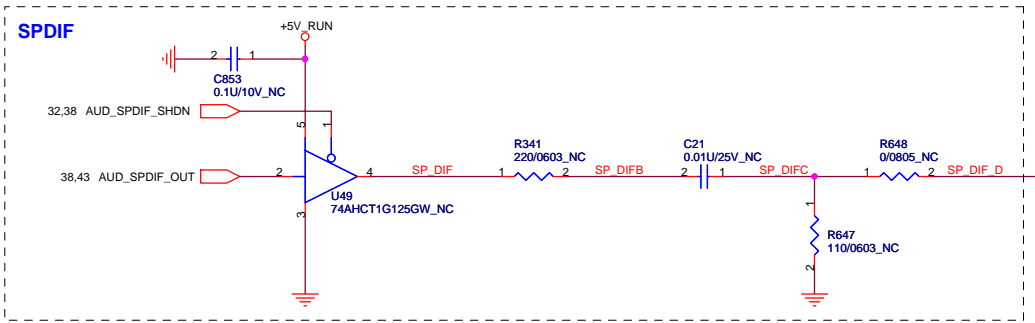 SPDIF
+5V_RUN
2 1
C853
0.1U/10V_NC
32,38 AUD_SPDIF_SHDN
5 1
38,43 AUD_SPDIF_OUT
2 4
U49
74AHCT1G125GW_NC
3
SP_DIF
R341
220/0603_NC
1 2
SP_DIFB
C21
0.01U/25V_NC
2 1
SP_DIFC
R648
0/0805_NC
1 2
SP_DIF_D
1
R647
110/0603_NC
2